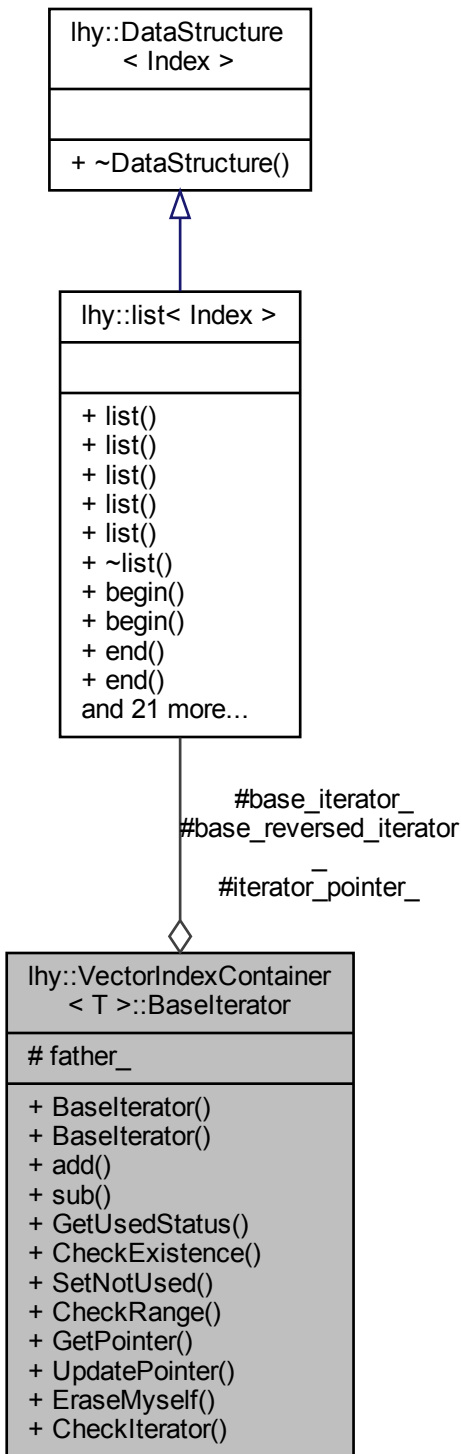 lhy::DataStructure
< Index >
+ ~DataStructure()
lhy::list< Index >
+ list()
+ list()
+ list()
+ list()
+ list()
+ ~list()
+ begin()
+ begin()
+ end()
+ end()
and 21 more...
#base_iterator_
#base_reversed_iterator
_
#iterator_pointer_
lhy::VectorIndexContainer
< T >::BaseIterator
# father_
+ BaseIterator()
+ BaseIterator()
+ add()
+ sub()
+ GetUsedStatus()
+ CheckExistence()
+ SetNotUsed()
+ CheckRange()
+ GetPointer()
+ UpdatePointer()
+ EraseMyself()
+ CheckIterator()